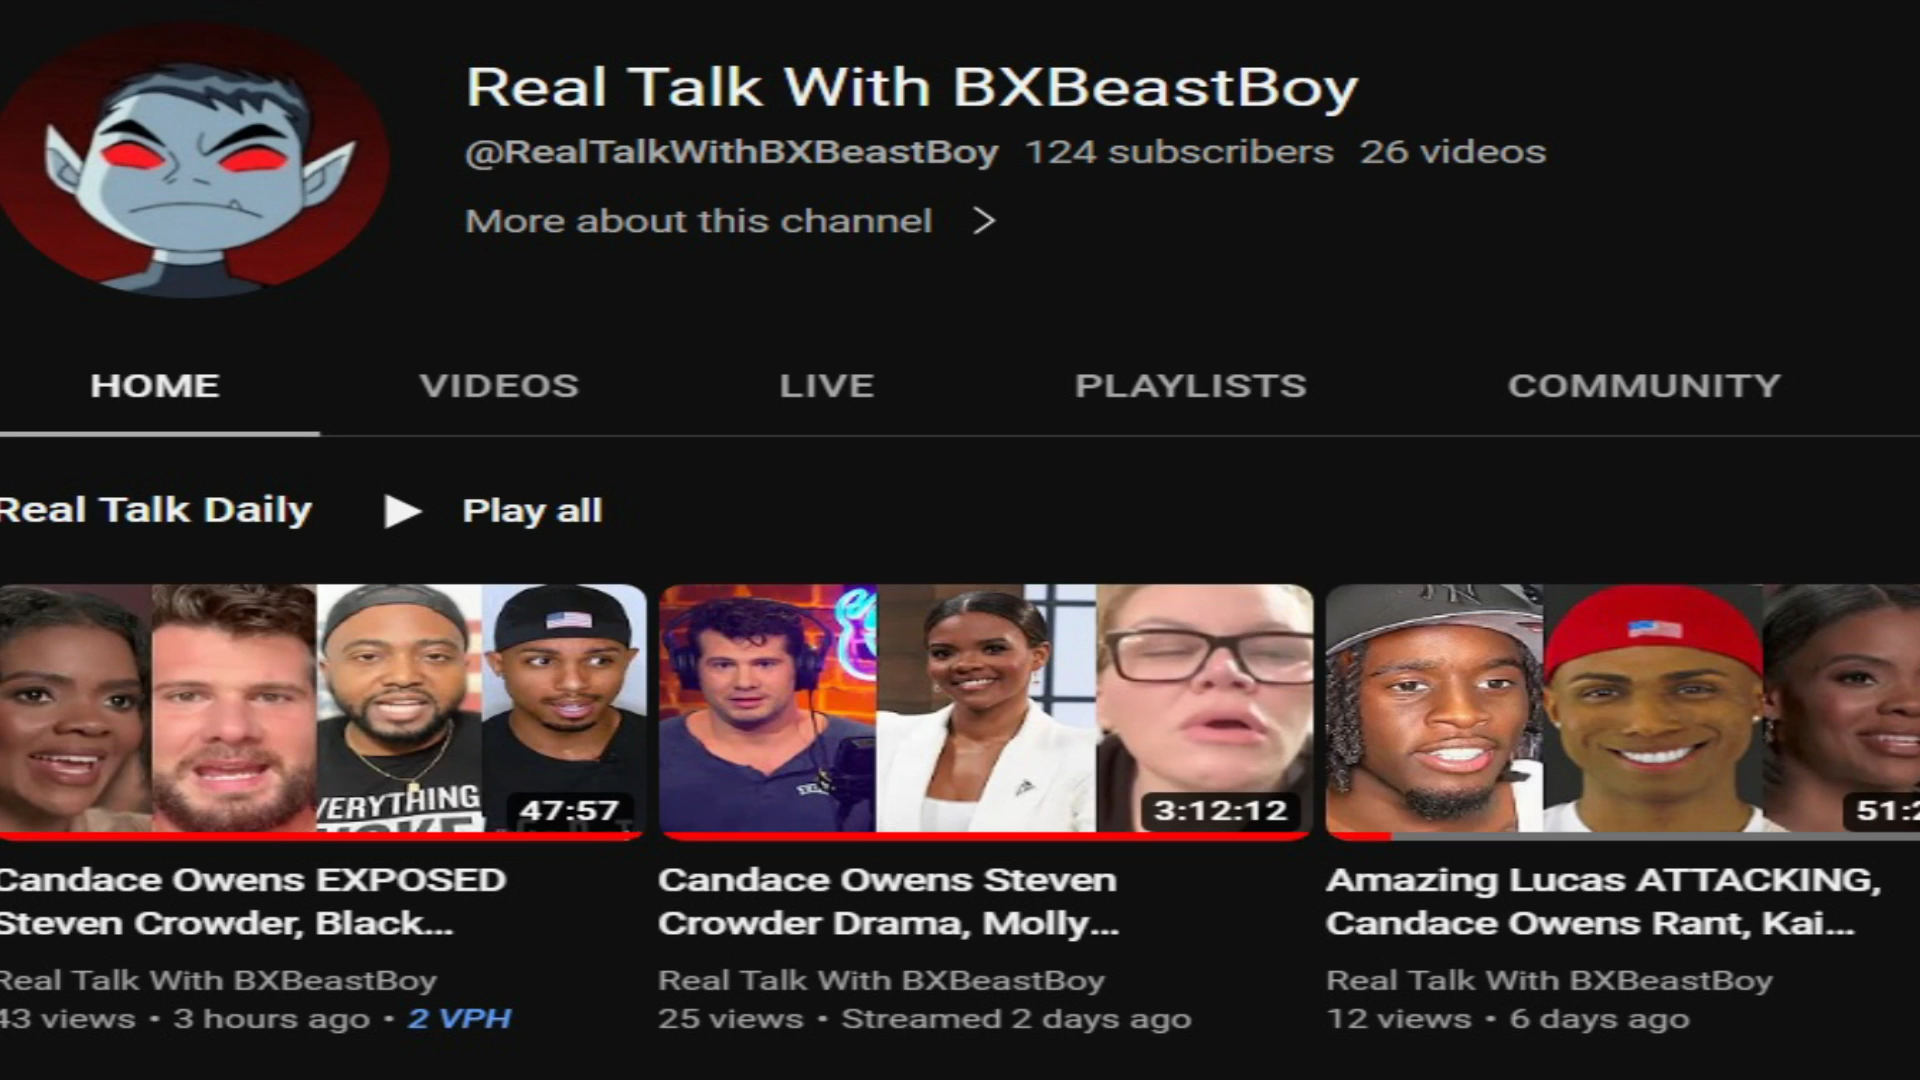 Real Talk With BXBeastBoy
@RealTalkWithBXBeastBoy 124 subscribers 26 videos
More about this channel >
HOME VIDEOS LIVE PLAYLISTS COMMUNITY
Real Talk Daily ▶ Play all
VERYTHING
47:57
3:12:12
51:2
Candace Owens EXPOSED
Steven Crowder, Black...
Real Talk With BXBeastBoy
43 views • 3 hours ago • 2 VPH
Candace Owens Steven
Crowder Drama, Molly...
Real Talk With BXBeastBoy
25 views • Streamed 2 days ago
Amazing Lucas ATTACKING,
Candace Owens Rant, Kai...
Real Talk With BXBeastBoy
12 views • 6 days ago